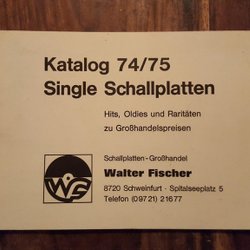 Katalog 74/75
Single Schallplatten
Hits, Oldies und Raritäten
zu Großhandelspreisen
Schallplatten-Großhandel
Walter Fischer
8720 Schweinfurt · Spitalseeplatz 5
Telefon (09721) 21677
WG